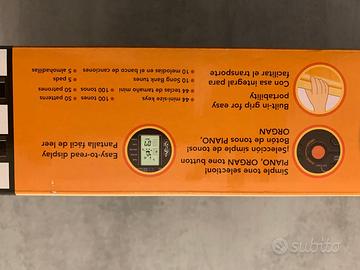 Simple tone selection!
PIANO, ORGAN tone button
¡Selección simple de tonos!
Botón de tonos PIANO,
ORGAN
Easy-to-read display
Pantalla fácil de leer
Built-in grip for easy
portability
Con asa integral para
facilitar el transporte
44 mini-size keys
44 teclas de tamaño mini
10 Song Bank tunes
10 melodías en el banco de canciones
100 tones
100 tonos
50 patterns
50 patrones
5 pads
5 almohadillas
subito